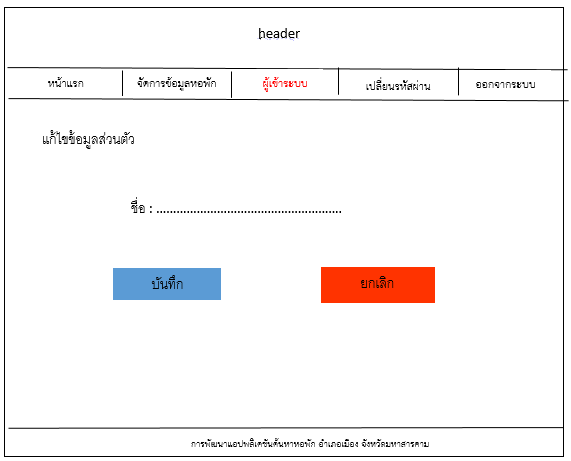 header
หน้าแรก จัดการข้อมูลหอพัก ผู้เข้าระบบ เปลี่ยนรหัสผ่าน ออกจากระบบ
แก้ไขข้อมูลส่วนตัว
ชื่อ : .......................................................
บันทึก ยกเลิก
การพัฒนาแอปพลิเคชันค้นหาหอพัก อำเภอเมือง จังหวัดมหาสารคาม